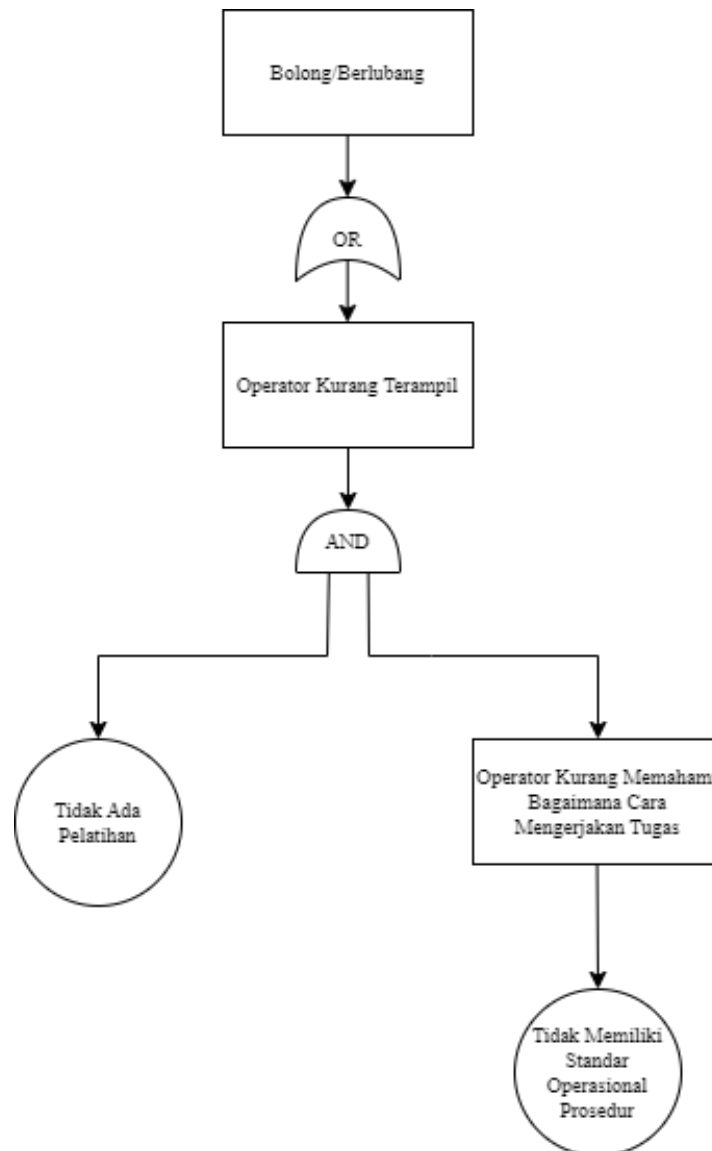 Bolong/Berlubang
OR
Operator Kurang Terampil
AND
Tidak Ada
Pelatihan
Operator Kurang Memaham
Bagaimana Cara
Mengerjakan Tugas
Tidak Memiliki
Standar
Operasional
Prosedur